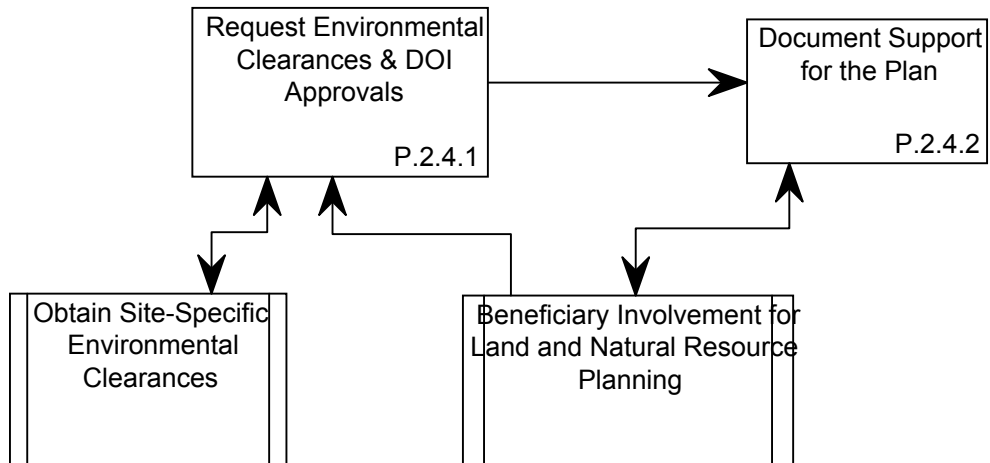 Request Environmental
Clearances & DOI
Approvals
P.2.4.1
Document Support
for the Plan
P.2.4.2
Obtain Site-Specific
Environmental
Clearances
Beneficiary Involvement for
Land and Natural Resource
Planning